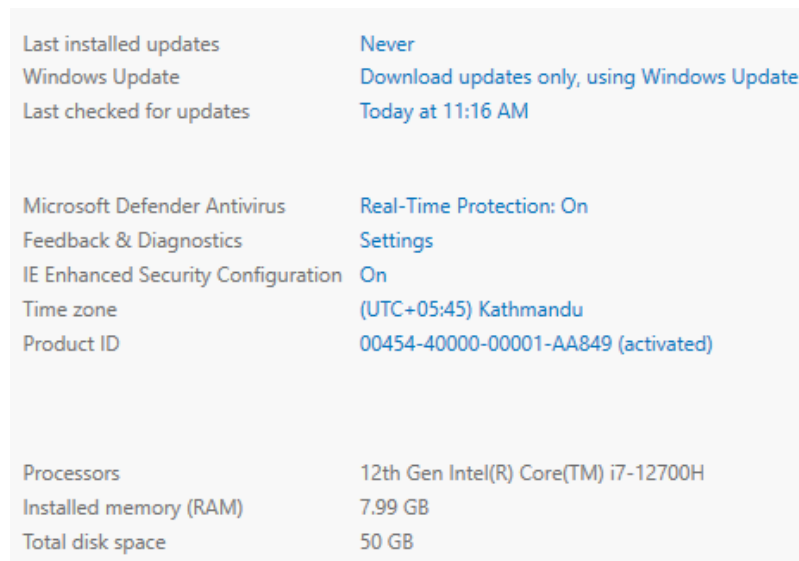 Last installed updates Never
Windows Update Download updates only, using Windows Update
Last checked for updates Today at 11:16 AM
Microsoft Defender Antivirus Real-Time Protection: On
Feedback & Diagnostics Settings
IE Enhanced Security Configuration On
Time zone (UTC+05:45) Kathmandu
Product ID 00454-40000-00001-AA849 (activated)
Processors 12th Gen Intel(R) Core(TM) i7-12700H
Installed memory (RAM) 7.99 GB
Total disk space 50 GB